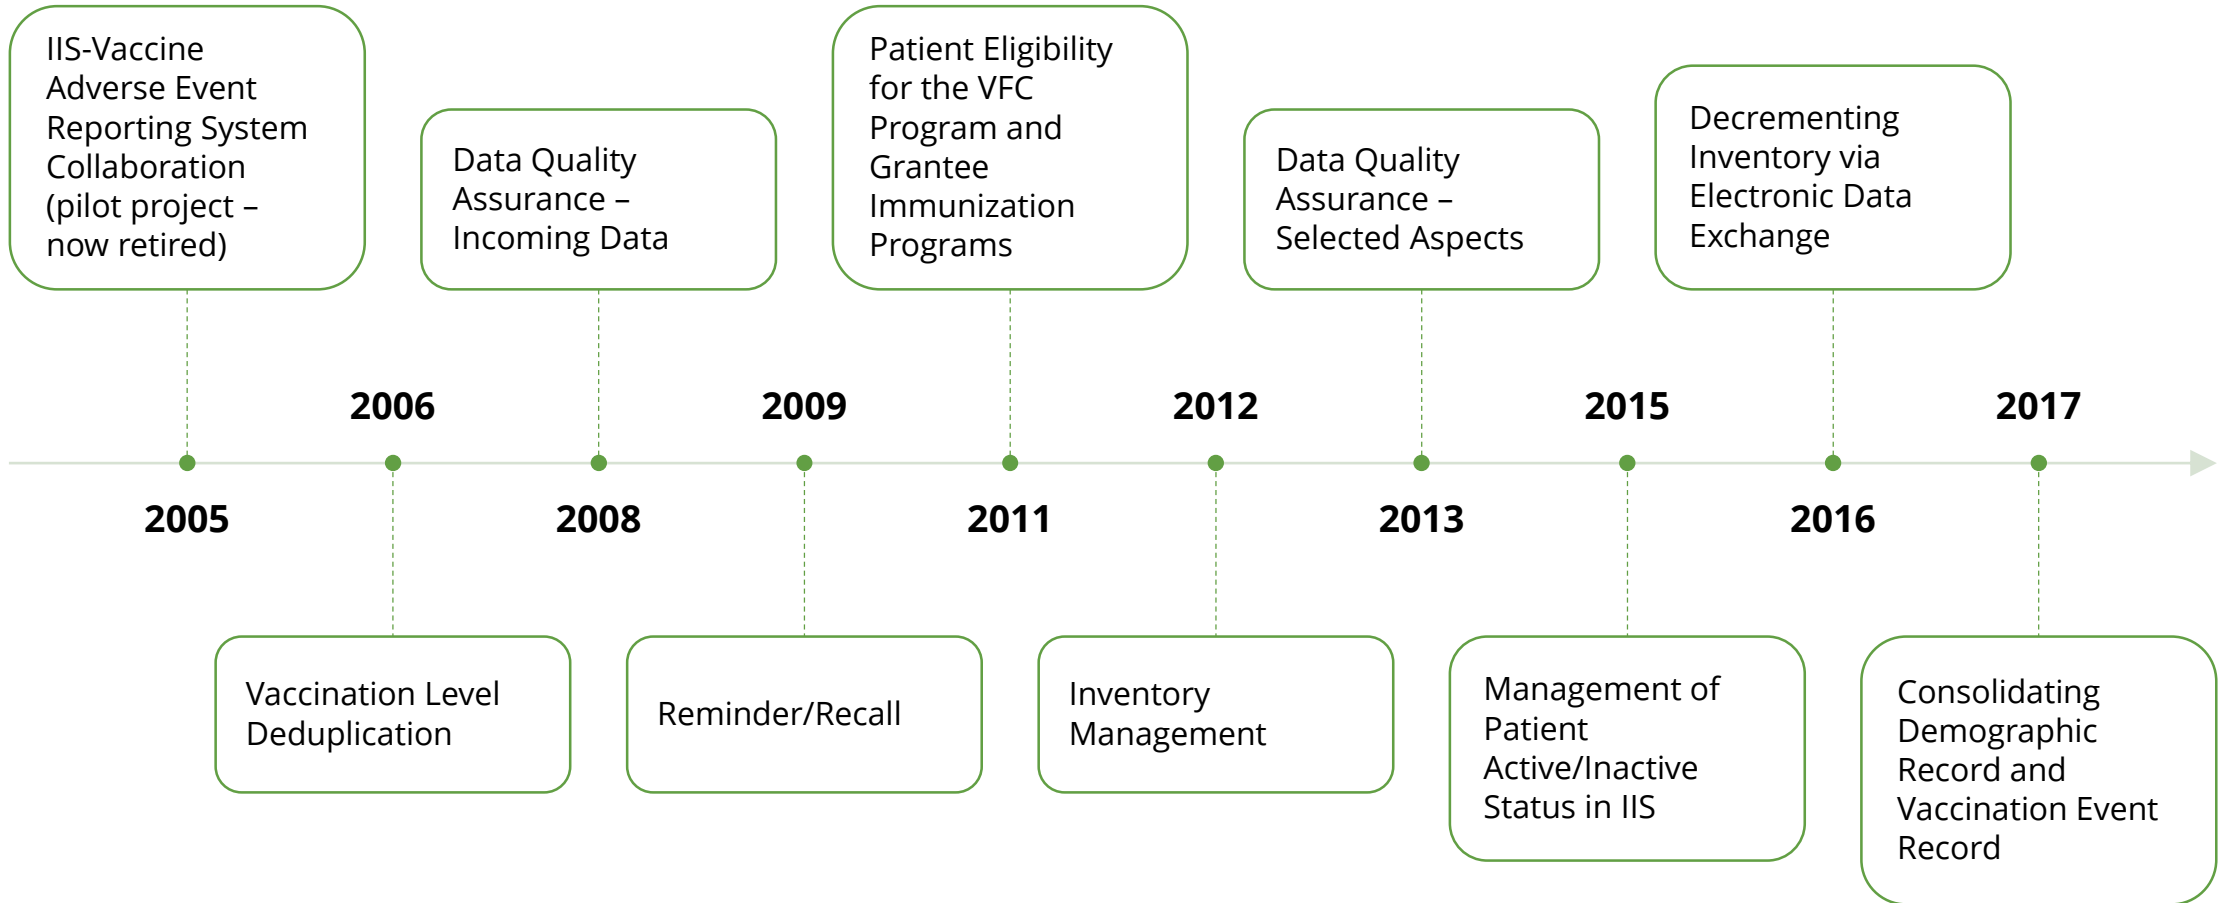 IIS-Vaccine
Adverse Event
Reporting System
Collaboration
(pilot project –
now retired)
Data Quality
Assurance –
Incoming Data
Patient Eligibility
for the VFC
Program and
Grantee
Immunization
Programs
Data Quality
Assurance –
Selected Aspects
Decrementing
Inventory via
Electronic Data
Exchange
2006
2009
2012
2015
2017
2005
2008
2011
2013
2016
Vaccination Level
Deduplication
Reminder/Recall
Inventory
Management
Management of
Patient
Active/Inactive
Status in IIS
Consolidating
Demographic
Record and
Vaccination Event
Record